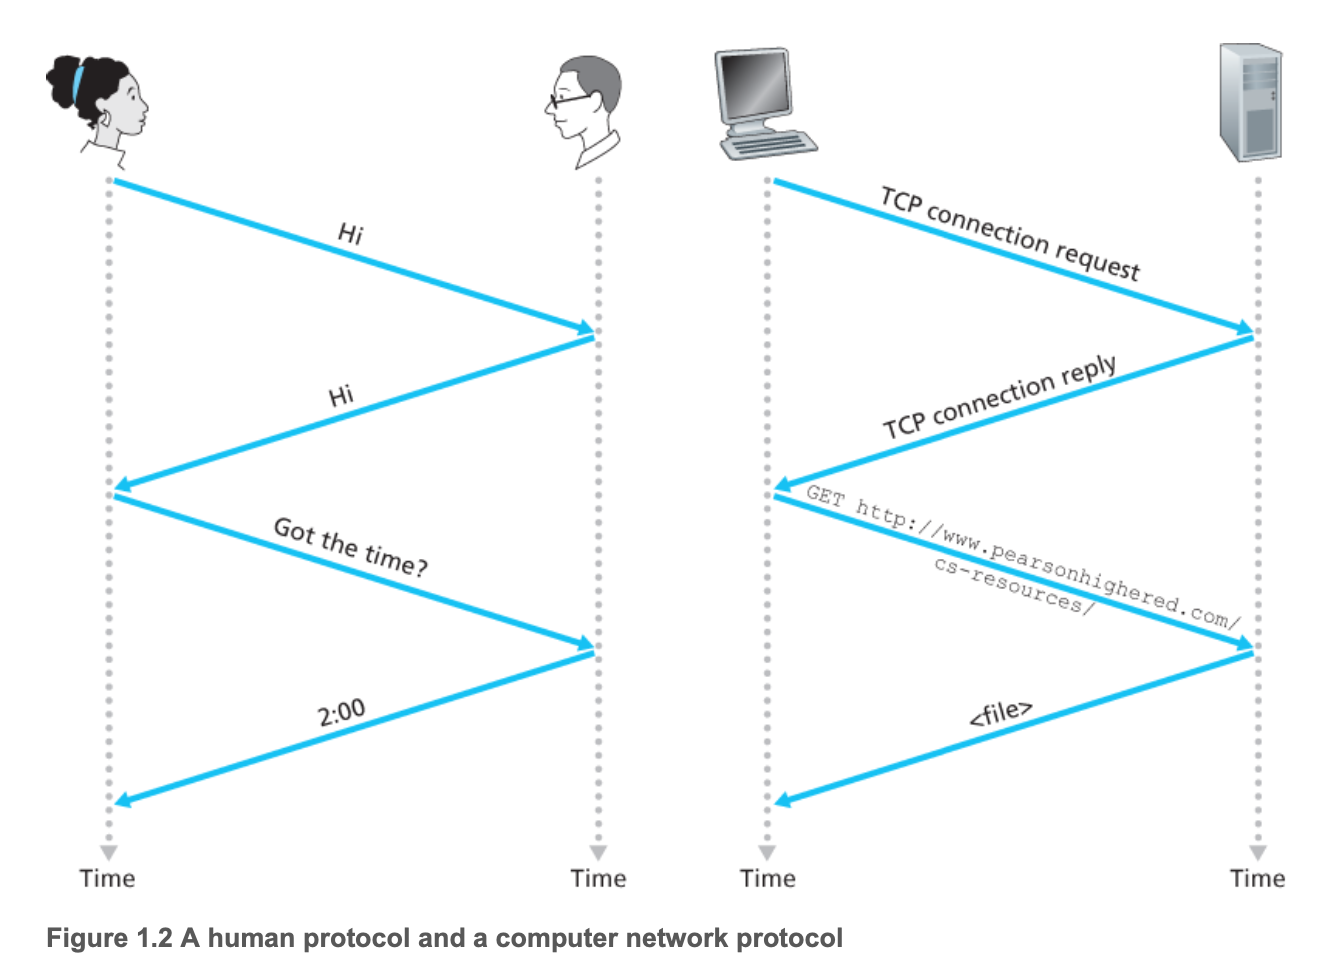 Hi
Hi
Got the time?
2:00
Time
Time
TCP connection request
TCP connection reply
GET http://www.pearsonhighered.com/
cs-resources/
<file>
Time
Time
Figure 1.2 A human protocol and a computer network protocol